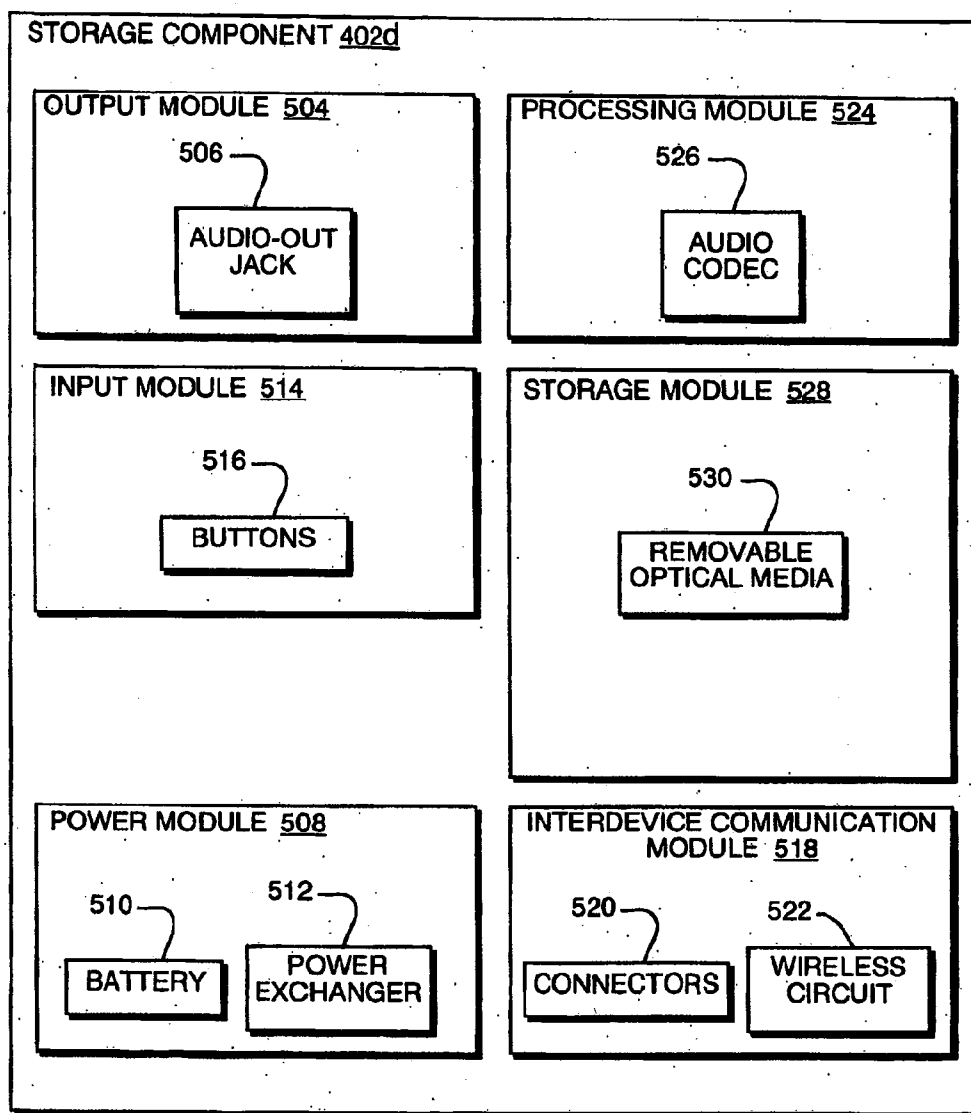 STORAGE COMPONENT 402d
OUTPUT MODULE 504
506
AUDIO-OUT
JACK
PROCESSING MODULE 524
526
AUDIO
CODEC
INPUT MODULE 514
516
BUTTONS
STORAGE MODULE 528
530
REMOVABLE
OPTICAL MEDIA
POWER MODULE 508
510
BATTERY
512
POWER
EXCHANGER
INTERDEVICE COMMUNICATION
MODULE 518
520
CONNECTORS
522
WIRELESS
CIRCUIT